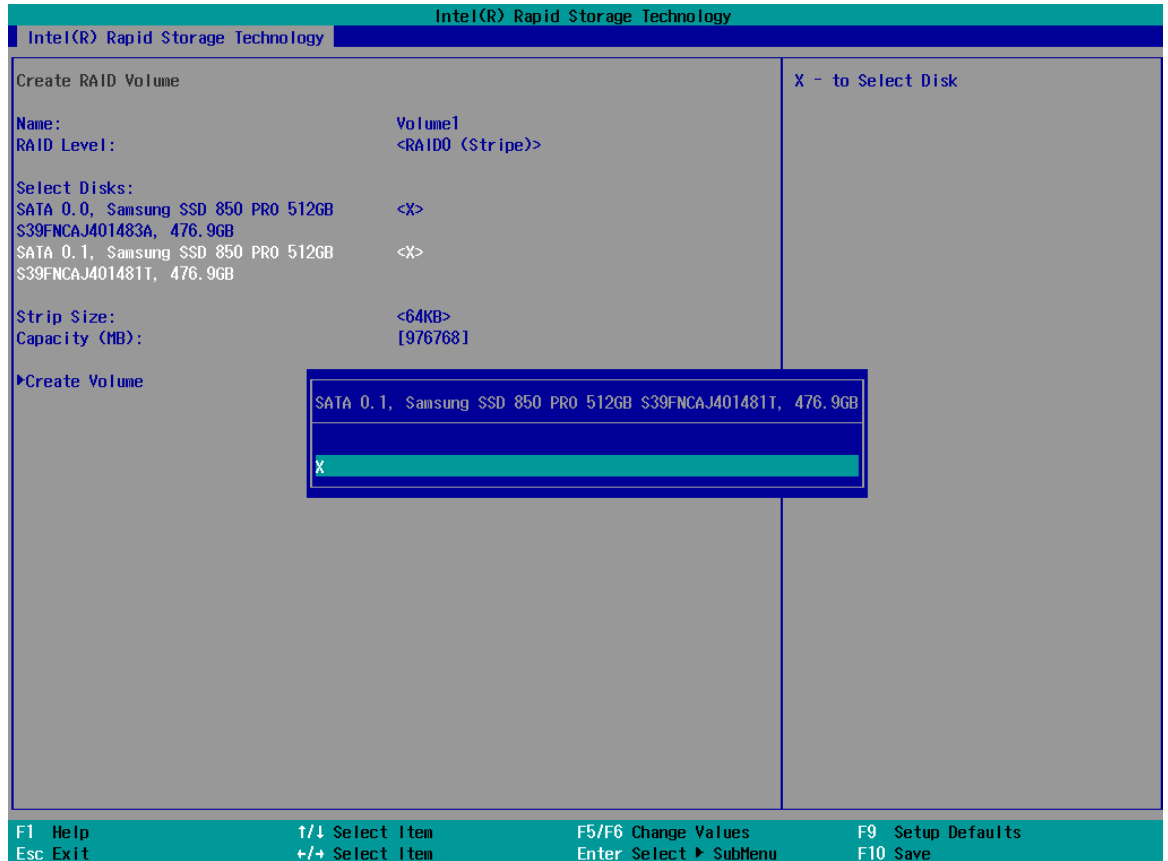 Intel(R) Rapid Storage Technology
Intel(R) Rapid Storage Technology
Create RAID Volume
X - to Select Disk
Name: Volume1
RAID Level: <RAID0 (Stripe)>
Select Disks:
SATA 0.0, Samsung SSD 850 PRO 512GB <X>
S39FNCAJ401483A, 476.9GB
SATA 0.1, Samsung SSD 850 PRO 512GB <X>
S39FNCAJ401481T, 476.9GB
Strip Size: <64KB>
Capacity (MB): [976768]
▶Create Volume
SATA 0.1, Samsung SSD 850 PRO 512GB S39FNCAJ401481T, 476.9GB
X
F1 Help ↑/↓ Select Item F5/F6 Change Values F9 Setup Defaults
Esc Exit ←/→ Select Item Enter Select ▶ SubMenu F10 Save